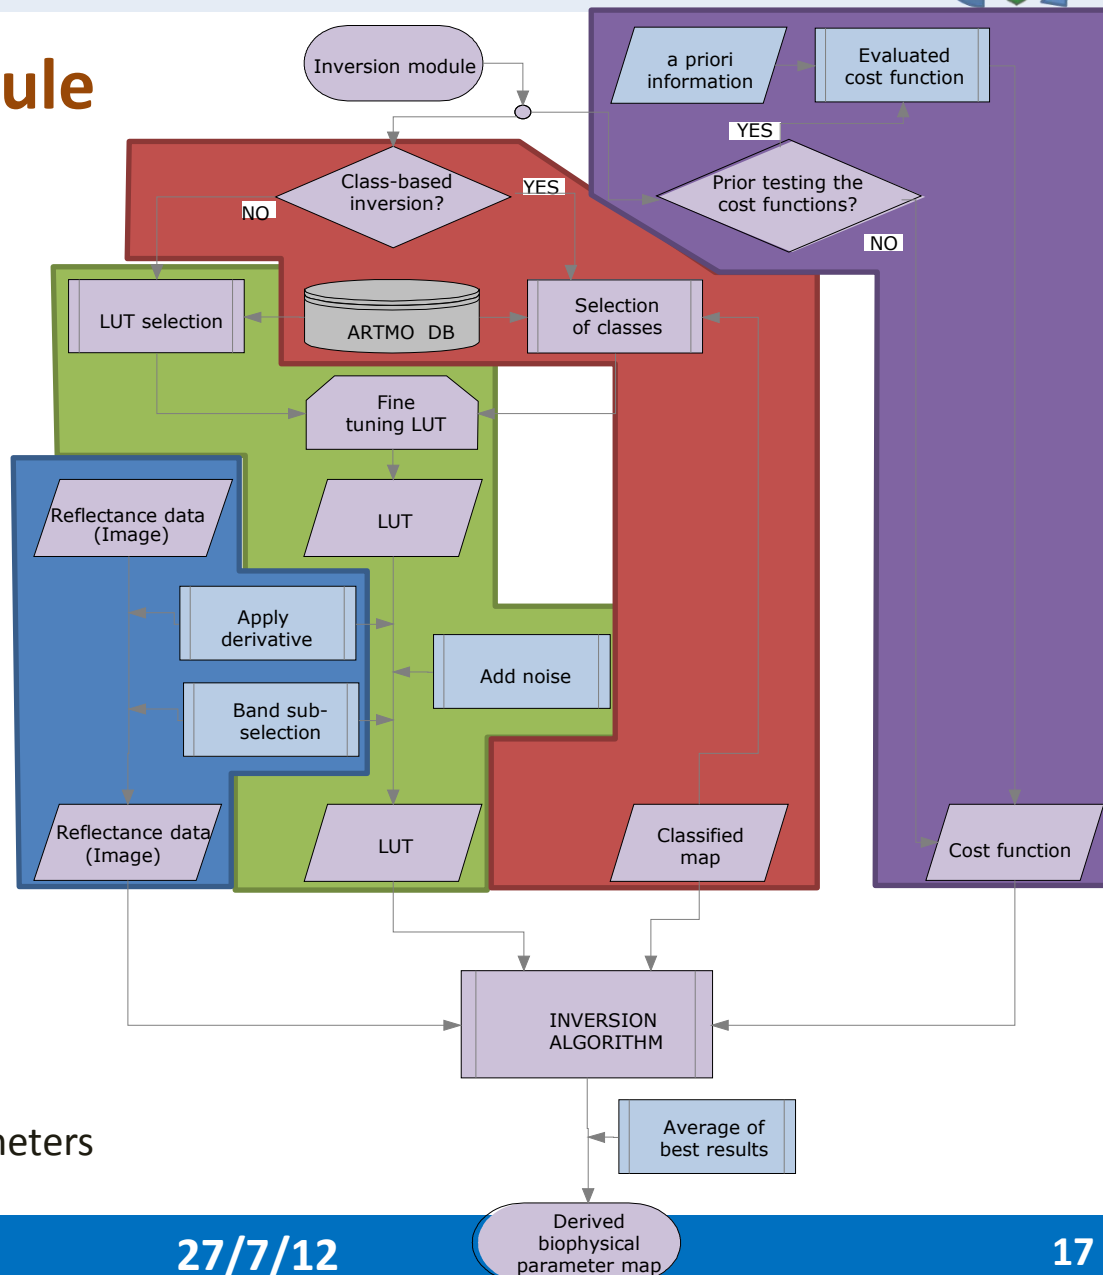 ule
Inversion module
a priori
information
Evaluated
cost function
YES
Class-based
inversion?
YES
NO
Prior testing the
cost functions?
NO
LUT selection
ARTMO DB
Selection
of classes
Fine
tuning LUT
Reflectance data
(Image)
LUT
Apply
derivative
Add noise
Band sub-
selection
Reflectance data
(Image)
LUT
Classified
map
Cost function
INVERSION
ALGORITHM
neters
Average of
best results
Derived
biophysical
parameter map
27/7/12
17